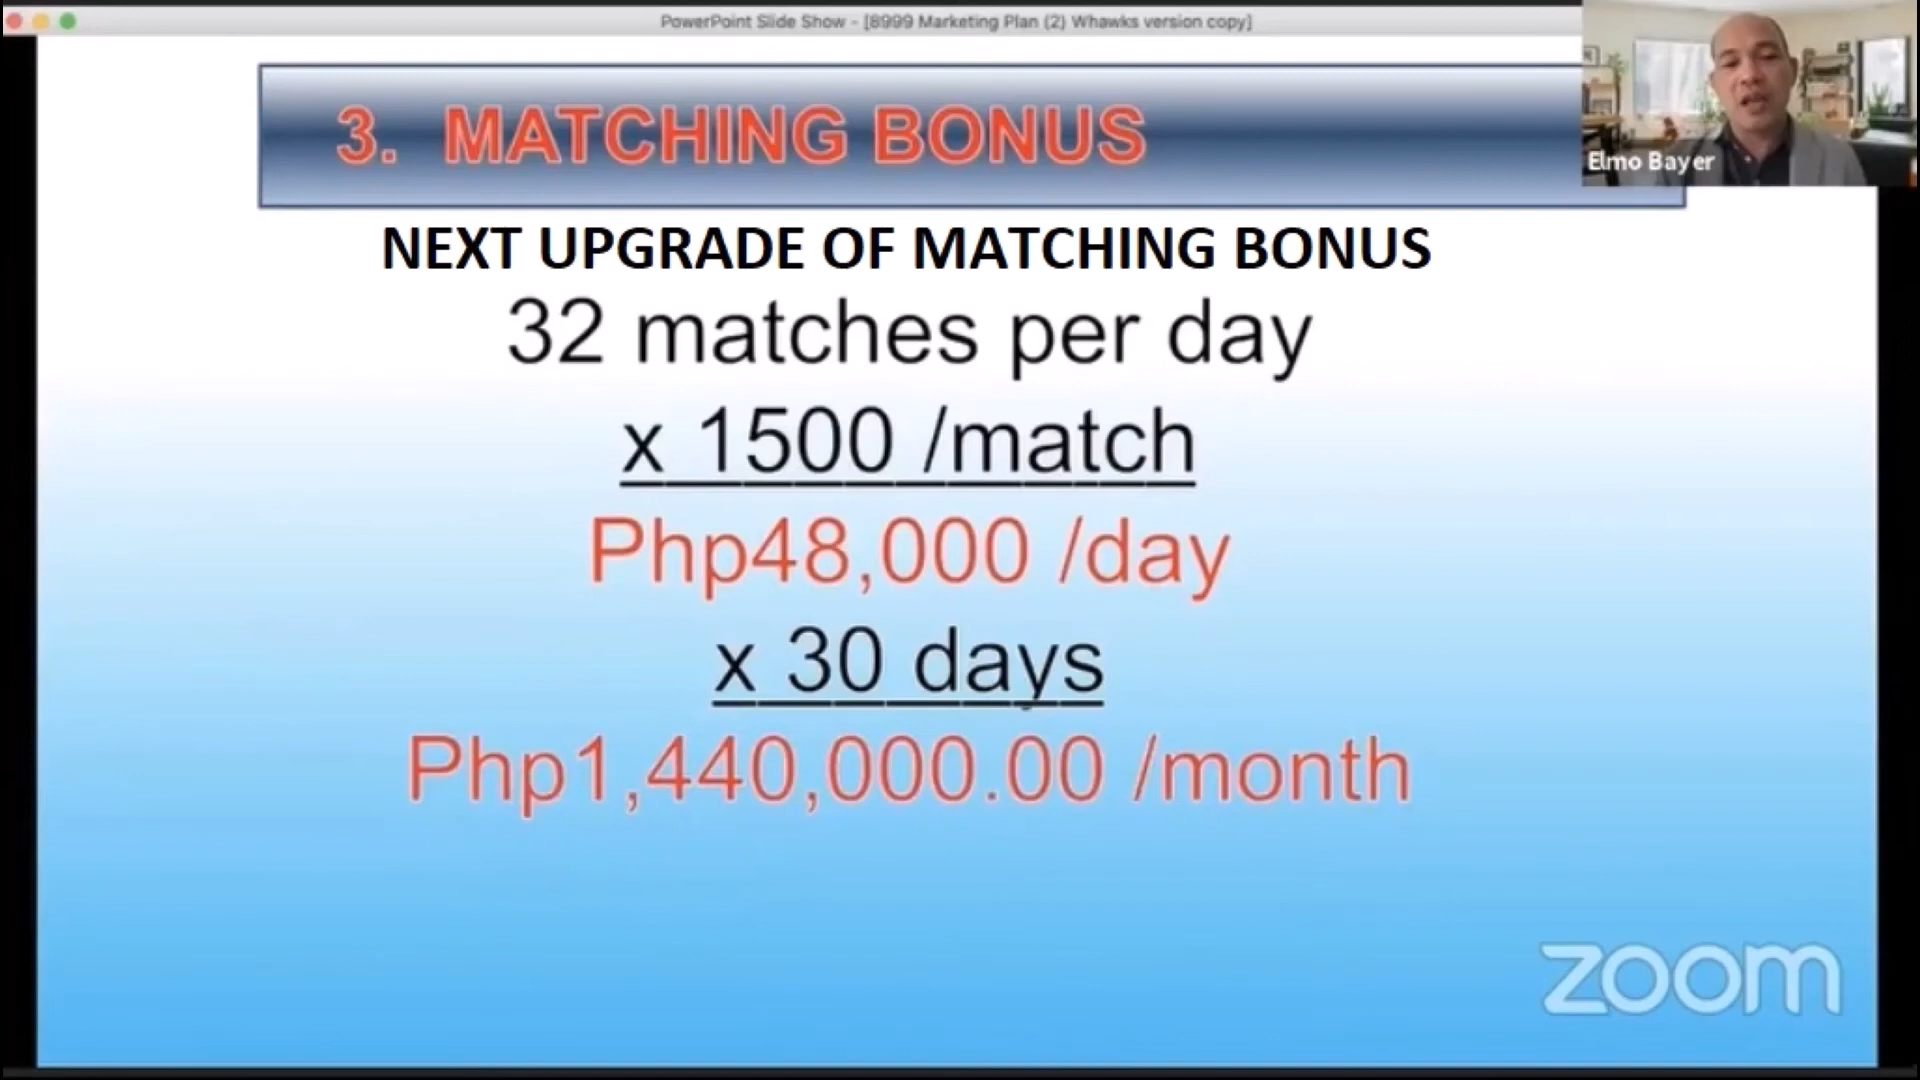 PowerPoint Slide Show - [8999 Marketing Plan (2) Whawks version copy]
3. MATCHING BONUS
Elmo Bayer
NEXT UPGRADE OF MATCHING BONUS
32 matches per day
x 1500 /match
Php48,000 /day
x 30 days
Php1,440,000.00 /month
zoom